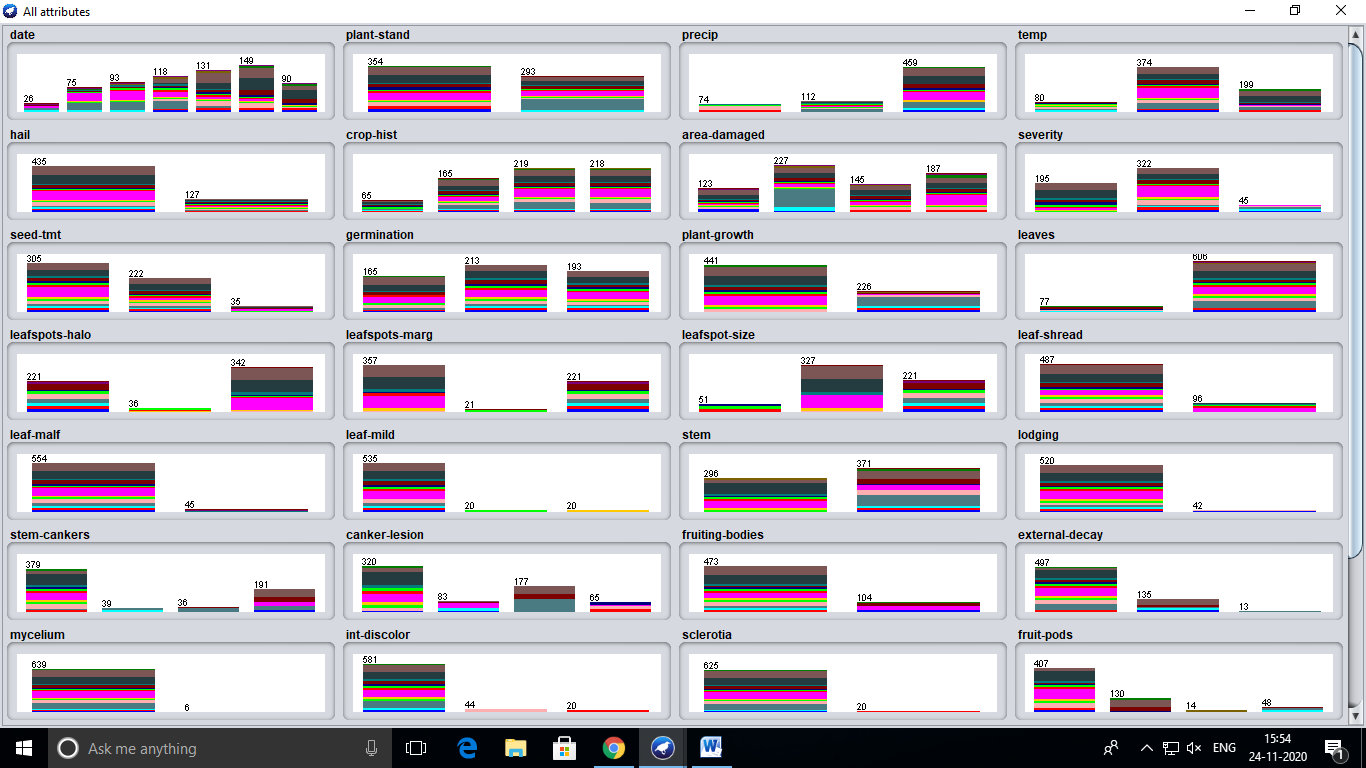 All attributes
date
plant-stand
precip
temp
26 75 93 118 131 149 90
354 293
74 112 459
80 374 199
hail
crop-hist
area-damaged
severity
435 127
65 165 219 218
123 227 145 187
195 322 45
seed-tmt
germination
plant-growth
leaves
305 222 35
165 213 193
441 226
77 606
leafspots-halo
leafspots-marg
leafspot-size
leaf-shread
221 36 342
357 21 221
51 327 221
487 96
leaf-malf
leaf-mild
stem
lodging
554 45
535 20 20
296 371
520 42
stem-cankers
canker-lesion
fruiting-bodies
external-decay
379 39 36 191
320 83 177 65
473 104
497 135 13
mycelium
int-discolor
sclerotia
fruit-pods
639 6
581 44 20
625 20
407 130 14 48
Ask me anything
ENG
15:54
24-11-2020
1